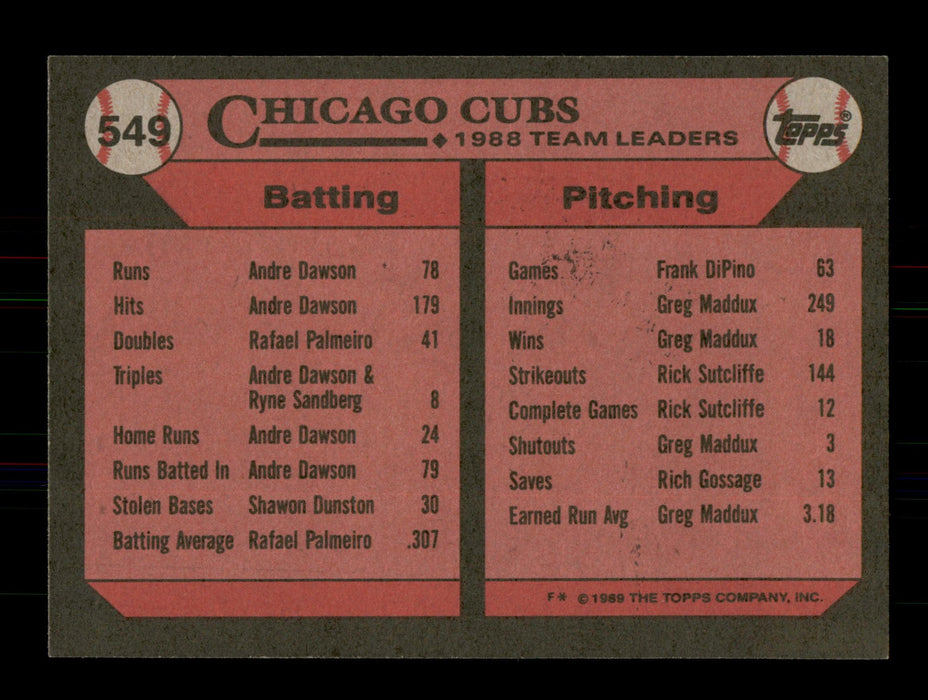 549
CHICAGO CUBS
1988 TEAM LEADERS
Topps®
Batting
Runs Andre Dawson 78
Hits Andre Dawson 179
Doubles Rafael Palmeiro 41
Triples Andre Dawson &
Ryne Sandberg 8
Home Runs Andre Dawson 24
Runs Batted In Andre Dawson 79
Stolen Bases Shawon Dunston 30
Batting Average Rafael Palmeiro .307
Pitching
Games Frank DiPino 63
Innings Greg Maddux 249
Wins Greg Maddux 18
Strikeouts Rick Sutcliffe 144
Complete Games Rick Sutcliffe 12
Shutouts Greg Maddux 3
Saves Rich Gossage 13
Earned Run Avg Greg Maddux 3.18
F* © 1989 THE TOPPS COMPANY, INC.